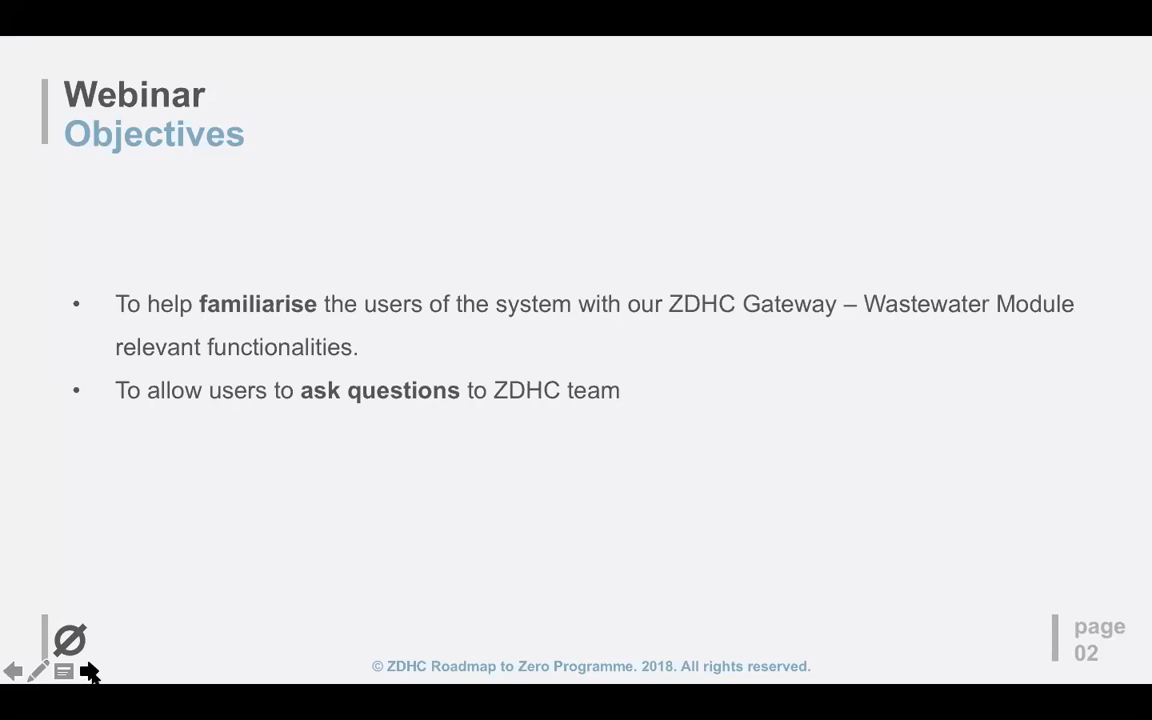 Webinar
Objectives
• To help familiarise the users of the system with our ZDHC Gateway – Wastewater Module
relevant functionalities.
• To allow users to ask questions to ZDHC team
© ZDHC Roadmap to Zero Programme. 2018. All rights reserved.
page
02